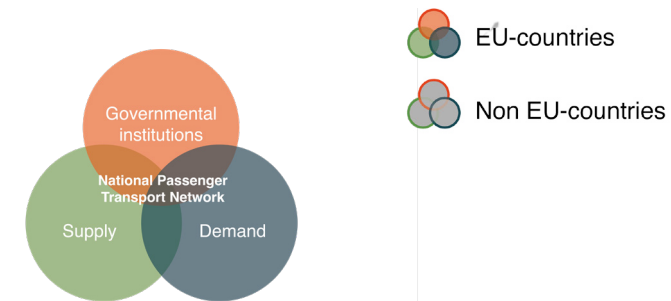 Governmental
institutions
National Passenger
Transport Network
Supply
Demand
EU-countries
Non EU-countries